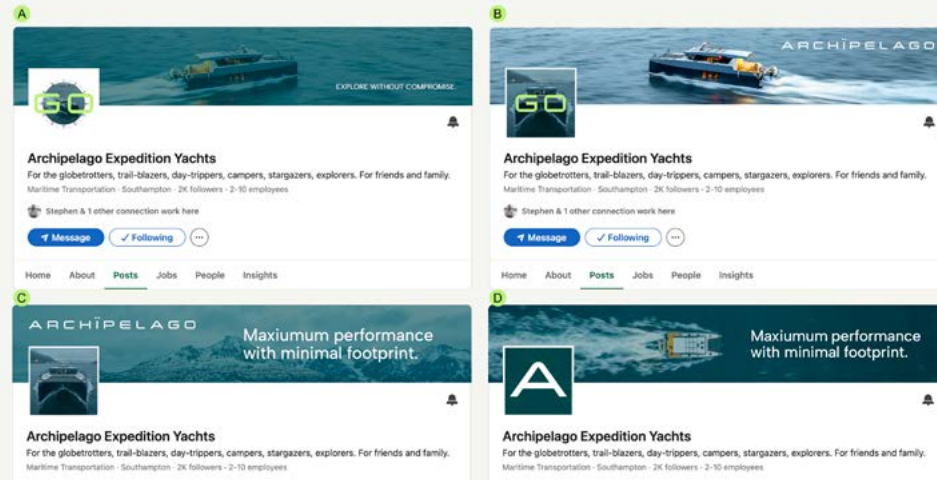 A
EXPLORE WITHOUT COMPROMISE.
GO
Archipelago Expedition Yachts
For the globetrotters, trail-blazers, day-trippers, campers, stargazers, explorers. For friends and family.
Maritime Transportation · Southampton · 2K followers · 2-10 employees
Stephen & 1 other connection work here
Message
✓ Following
Home About Posts Jobs People Insights
B
ARCHÏPELAGO
GO
Archipelago Expedition Yachts
For the globetrotters, trail-blazers, day-trippers, campers, stargazers, explorers. For friends and family.
Maritime Transportation · Southampton · 2K followers · 2-10 employees
Stephen & 1 other connection work here
Message
✓ Following
Home About Posts Jobs People Insights
C
ARCHÏPELAGO
Maxiumum performance
with minimal footprint.
Archipelago Expedition Yachts
For the globetrotters, trail-blazers, day-trippers, campers, stargazers, explorers. For friends and family.
Maritime Transportation · Southampton · 2K followers · 2-10 employees
D
Maxiumum performance
with minimal footprint.
A
Archipelago Expedition Yachts
For the globetrotters, trail-blazers, day-trippers, campers, stargazers, explorers. For friends and family.
Maritime Transportation · Southampton · 2K followers · 2-10 employees